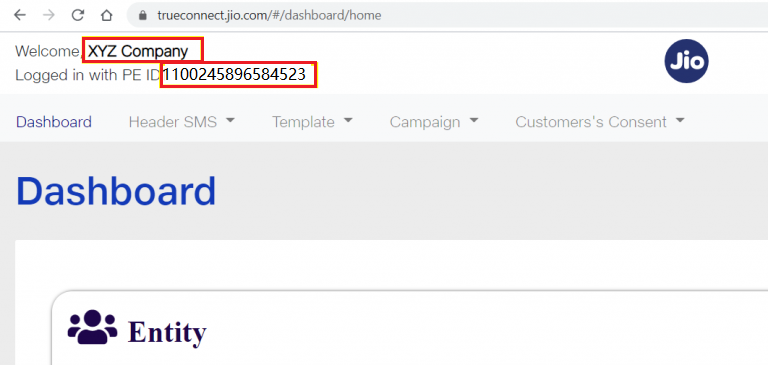 trueconnect.jio.com/#/dashboard/home
Welcome, XYZ Company
Logged in with PE ID 1100245896584523
Jio
Dashboard Header SMS Template Campaign Customers's Consent
Dashboard
Entity